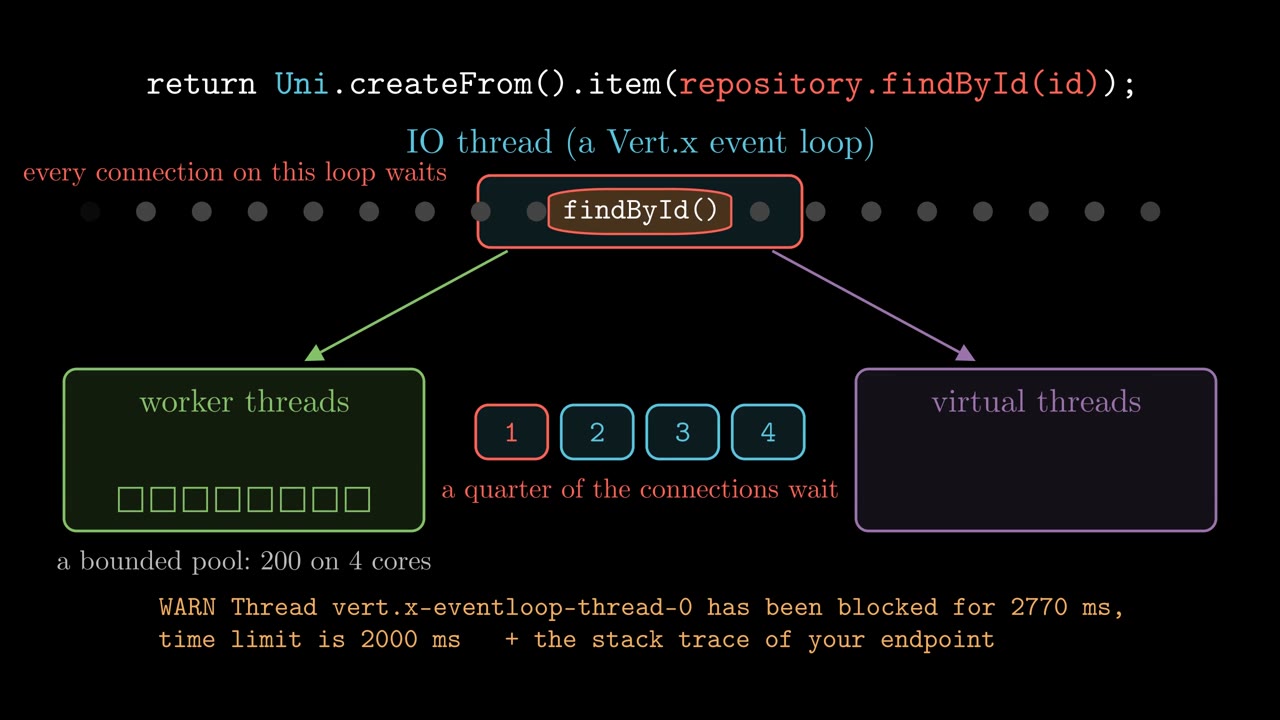 return Uni.createFrom().item(repository.findById(id));
IO thread (a Vert.x event loop)
every connection on this loop waits
findById()
worker threads
virtual threads
1 2 3 4
a quarter of the connections wait
a bounded pool: 200 on 4 cores
WARN Thread vert.x-eventloop-thread-0 has been blocked for 2770 ms,
time limit is 2000 ms + the stack trace of your endpoint